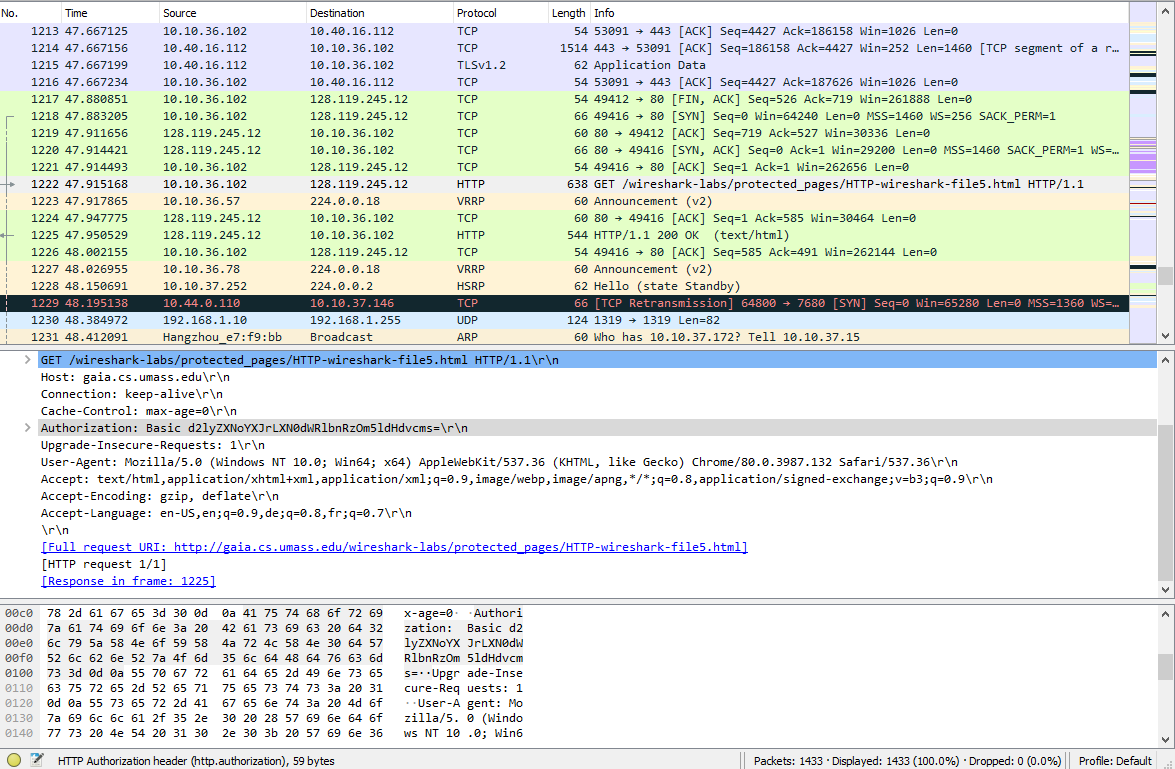 No. Time Source Destination Protocol Length Info
1213 47.667125 10.10.36.102 10.40.16.112 TCP 54 53091 → 443 [ACK] Seq=4427 Ack=186158 Win=1026 Len=0
1214 47.667156 10.40.16.112 10.10.36.102 TCP 1514 443 → 53091 [ACK] Seq=186158 Ack=4427 Win=252 Len=1460 [TCP segment of a r…
1215 47.667199 10.40.16.112 10.10.36.102 TLSv1.2 62 Application Data
1216 47.667234 10.10.36.102 10.40.16.112 TCP 54 53091 → 443 [ACK] Seq=4427 Ack=187626 Win=1026 Len=0
1217 47.880851 10.10.36.102 128.119.245.12 TCP 54 49412 → 80 [FIN, ACK] Seq=526 Ack=719 Win=261888 Len=0
1218 47.883205 10.10.36.102 128.119.245.12 TCP 66 49416 → 80 [SYN] Seq=0 Win=64240 Len=0 MSS=1460 WS=256 SACK_PERM=1
1219 47.911656 128.119.245.12 10.10.36.102 TCP 60 80 → 49412 [ACK] Seq=719 Ack=527 Win=30336 Len=0
1220 47.914421 128.119.245.12 10.10.36.102 TCP 66 80 → 49416 [SYN, ACK] Seq=0 Ack=1 Win=29200 Len=0 MSS=1460 SACK_PERM=1 WS=…
1221 47.914493 10.10.36.102 128.119.245.12 TCP 54 49416 → 80 [ACK] Seq=1 Ack=1 Win=262656 Len=0
1222 47.915168 10.10.36.102 128.119.245.12 HTTP 638 GET /wireshark-labs/protected_pages/HTTP-wireshark-file5.html HTTP/1.1
1223 47.917865 10.10.36.57 224.0.0.18 VRRP 60 Announcement (v2)
1224 47.947775 128.119.245.12 10.10.36.102 TCP 60 80 → 49416 [ACK] Seq=1 Ack=585 Win=30464 Len=0
1225 47.950529 128.119.245.12 10.10.36.102 HTTP 544 HTTP/1.1 200 OK  (text/html)
1226 48.002155 10.10.36.102 128.119.245.12 TCP 54 49416 → 80 [ACK] Seq=585 Ack=491 Win=262144 Len=0
1227 48.026955 10.10.36.78 224.0.0.18 VRRP 60 Announcement (v2)
1228 48.150691 10.10.37.252 224.0.0.2 HSRP 62 Hello (state Standby)
1229 48.195138 10.44.0.110 10.10.37.146 TCP 66 [TCP Retransmission] 64800 → 7680 [SYN] Seq=0 Win=65280 Len=0 MSS=1360 WS=…
1230 48.384972 192.168.1.10 192.168.1.255 UDP 124 1319 → 1319 Len=82
1231 48.412091 Hangzhou_e7:f9:bb Broadcast ARP 60 Who has 10.10.37.172? Tell 10.10.37.15
GET /wireshark-labs/protected_pages/HTTP-wireshark-file5.html HTTP/1.1\r\n
Host: gaia.cs.umass.edu\r\n
Connection: keep-alive\r\n
Cache-Control: max-age=0\r\n
Authorization: Basic d2lyZXNoYXJrLXN0dWRlbnRzOm5ldHdvcms=\r\n
Upgrade-Insecure-Requests: 1\r\n
User-Agent: Mozilla/5.0 (Windows NT 10.0; Win64; x64) AppleWebKit/537.36 (KHTML, like Gecko) Chrome/80.0.3987.132 Safari/537.36\r\n
Accept: text/html,application/xhtml+xml,application/xml;q=0.9,image/webp,image/apng,*/*;q=0.8,application/signed-exchange;v=b3;q=0.9\r\n
Accept-Encoding: gzip, deflate\r\n
Accept-Language: en-US,en;q=0.9,de;q=0.8,fr;q=0.7\r\n
\r\n
[Full request URI: http://gaia.cs.umass.edu/wireshark-labs/protected_pages/HTTP-wireshark-file5.html]
[HTTP request 1/1]
[Response in frame: 1225]
00c0 78 2d 61 67 65 3d 30 0d 0a 41 75 74 68 6f 72 69 x-age=0· ·Authori
00d0 7a 61 74 69 6f 6e 3a 20 42 61 73 69 63 20 64 32 zation:  Basic d2
00e0 6c 79 5a 58 4e 6f 59 58 4a 72 4c 58 4e 30 64 57 lyZXNoYX JrLXN0dW
00f0 52 6c 62 6e 52 7a 4f 6d 35 6c 64 48 64 76 63 6d RlbnRzOm 5ldHdvcm
0100 73 3d 0d 0a 55 70 67 72 61 64 65 2d 49 6e 73 65 s=··Upgr ade-Inse
0110 63 75 72 65 2d 52 65 71 75 65 73 74 73 3a 20 31 cure-Req uests: 1
0120 0d 0a 55 73 65 72 2d 41 67 65 6e 74 3a 20 4d 6f ··User-A gent: Mo
0130 7a 69 6c 6c 61 2f 35 2e 30 20 28 57 69 6e 64 6f zilla/5. 0 (Windo
0140 77 73 20 4e 54 20 31 30 2e 30 3b 20 57 69 6e 36 ws NT 10 .0; Win6
HTTP Authorization header (http.authorization), 59 bytes Packets: 1433 · Displayed: 1433 (100.0%) · Dropped: 0 (0.0%) Profile: Default